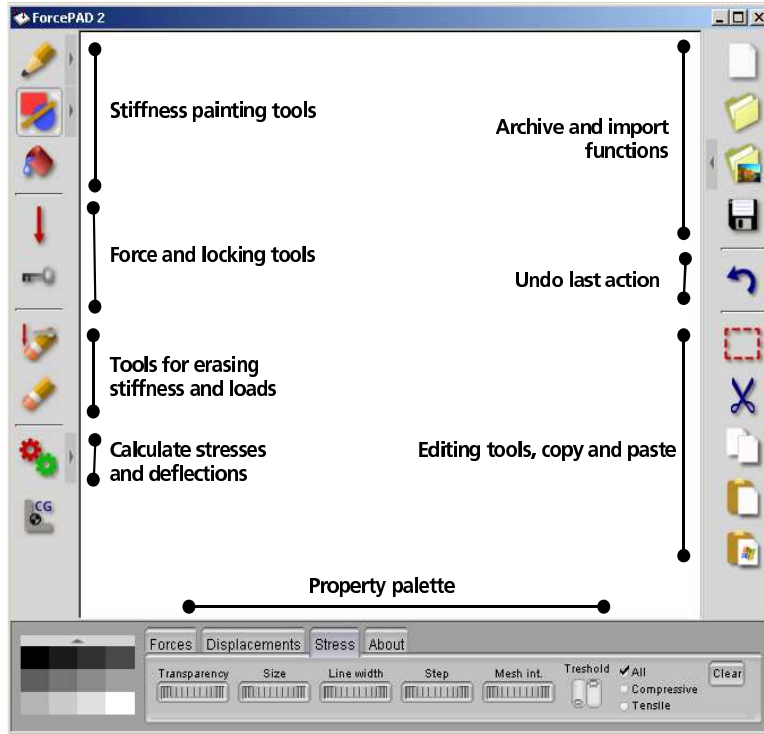 ForcePAD 2
Stiffness painting tools
Archive and import
functions
Force and locking tools
Undo last action
Tools for erasing
stiffness and loads
Calculate stresses
and deflections
Editing tools, copy and paste
CG
Property palette
Forces Displacements Stress About
Transparency Size Line width Step Mesh int. Treshold All Clear
Compressive
Tensile